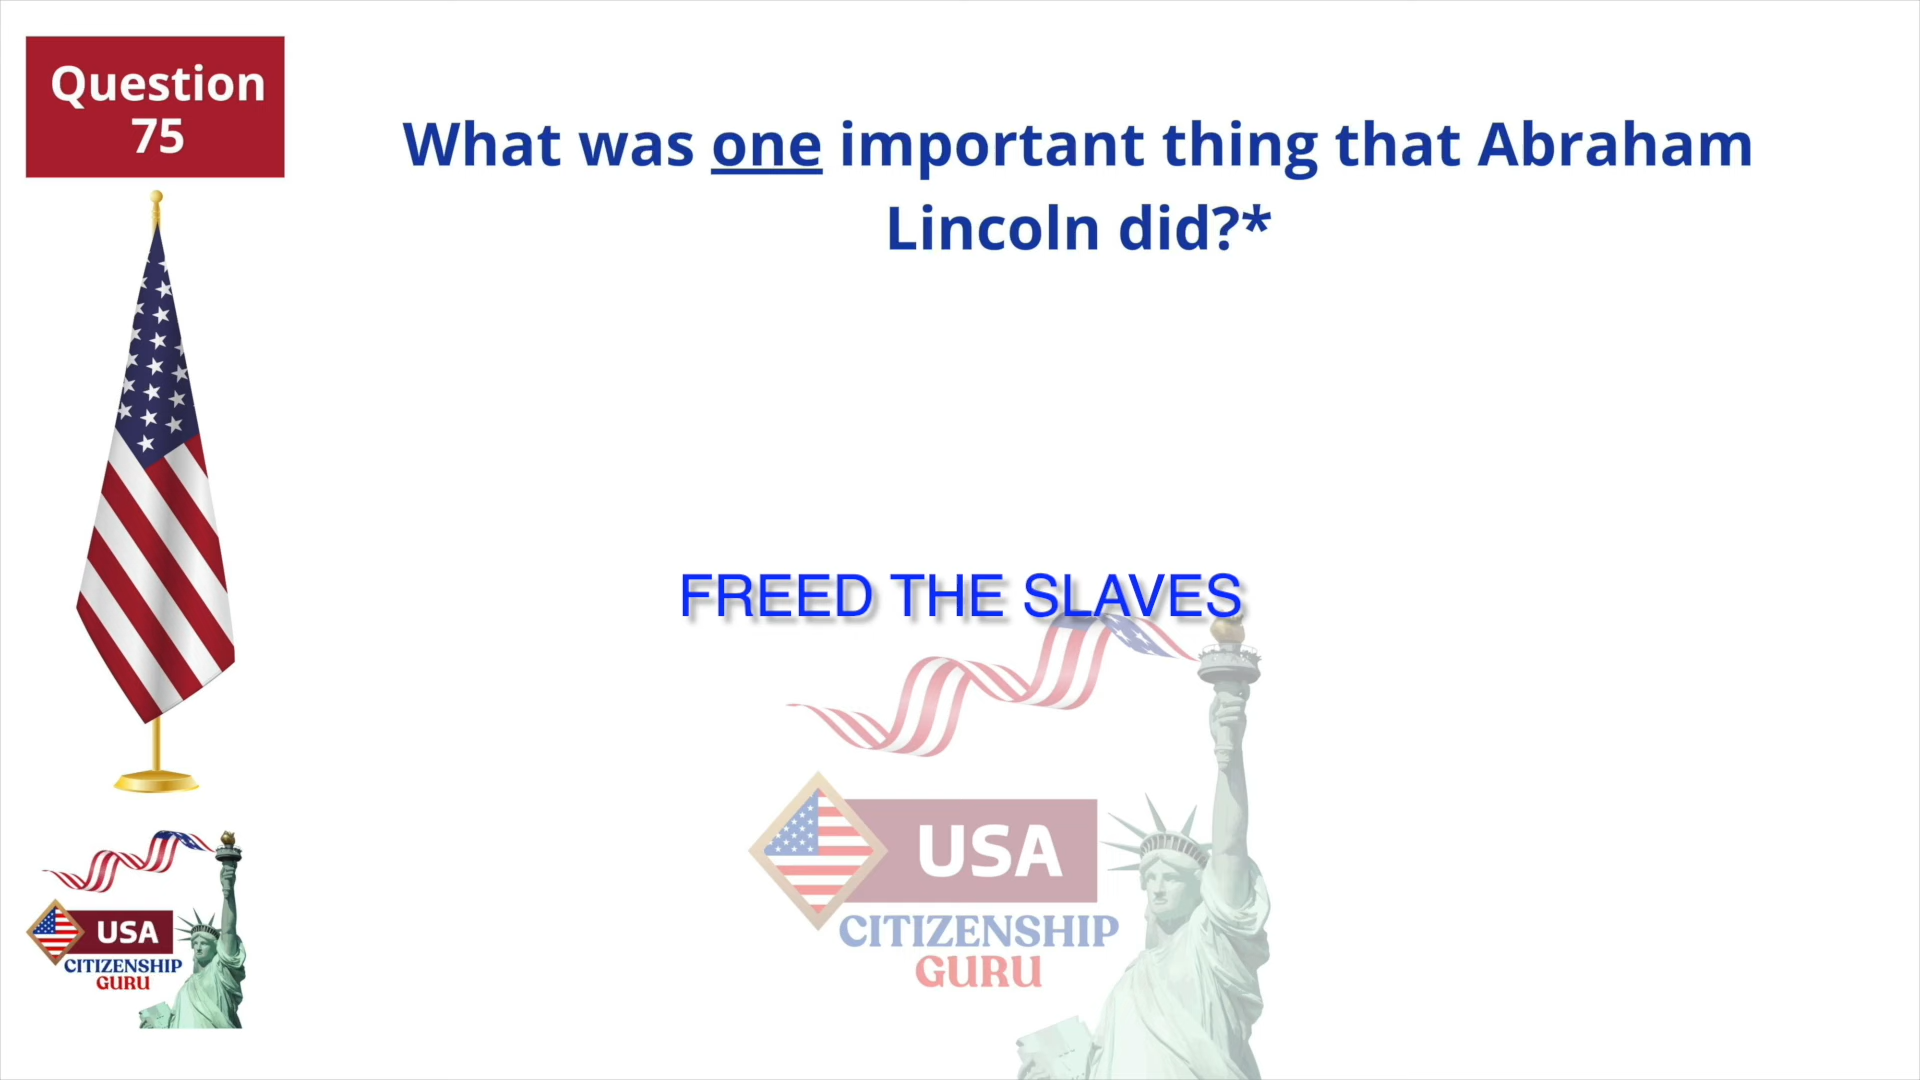 Question
75
What was one important thing that Abraham
Lincoln did?*
FREED THE SLAVES
USA
CITIZENSHIP
GURU
USA
CITIZENSHIP
GURU